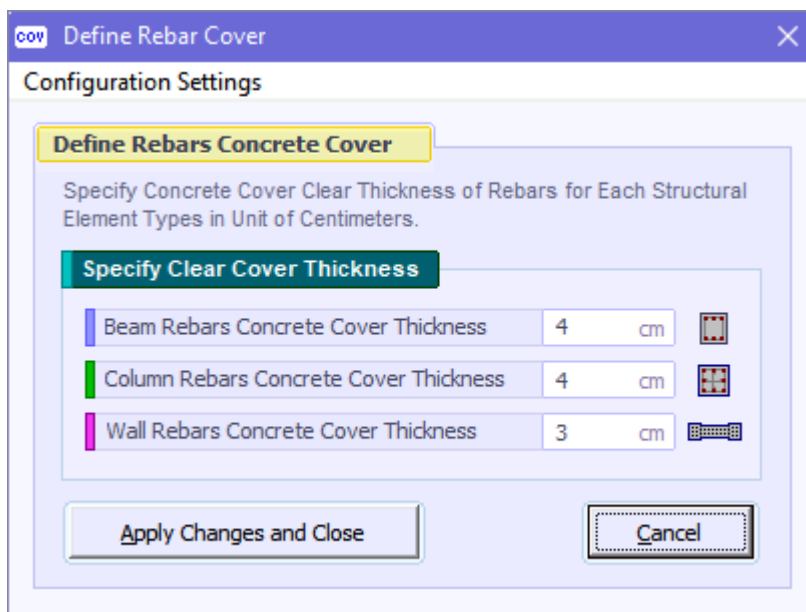 cov Define Rebar Cover
Configuration Settings
Define Rebars Concrete Cover
Specify Concrete Cover Clear Thickness of Rebars for Each Structural
Element Types in Unit of Centimeters.
Specify Clear Cover Thickness
Beam Rebars Concrete Cover Thickness 4 cm
Column Rebars Concrete Cover Thickness 4 cm
Wall Rebars Concrete Cover Thickness 3 cm
Apply Changes and Close Cancel